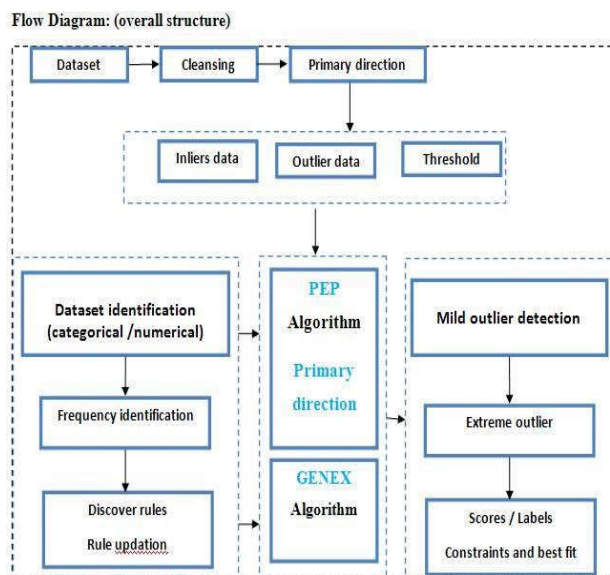 Flow Diagram: (overall structure)
Dataset
Cleansing
Primary direction
Inliers data
Outlier data
Threshold
Dataset identification
(categorical /numerical)
Frequency identification
Discover rules
Rule updation
PEP
Algorithm
Primary
direction
GENEX
Algorithm
Mild outlier detection
Extreme outlier
Scores / Labels
Constraints and best fit